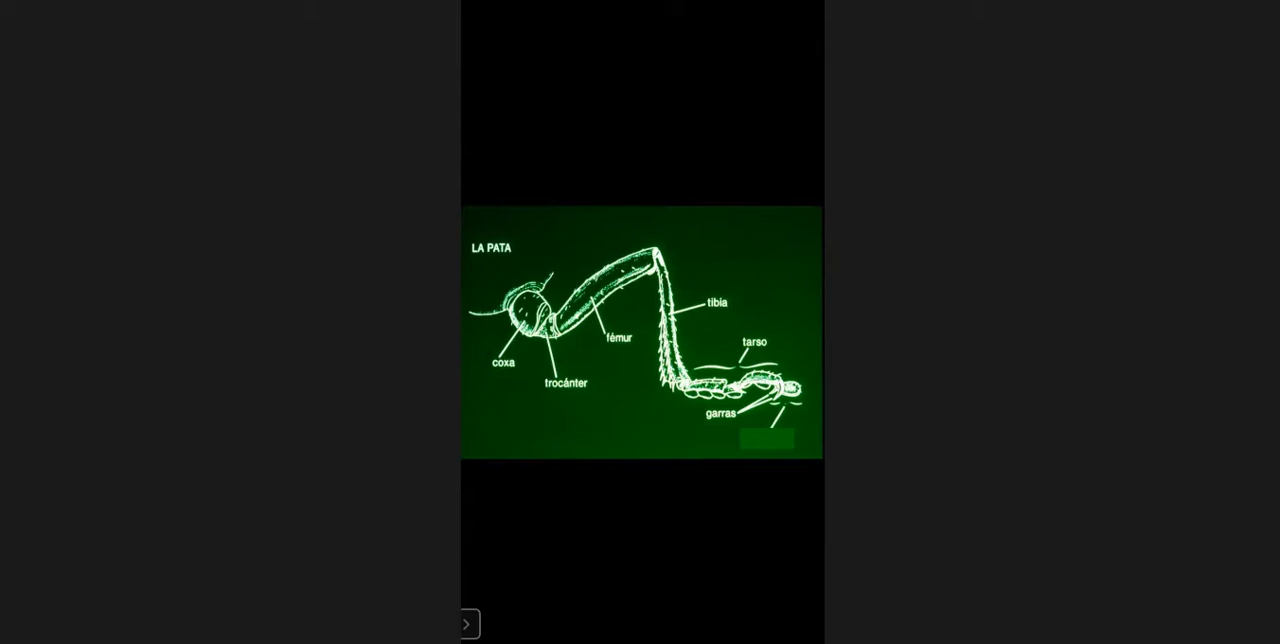 LA PATA
tibia
fémur
tarso
coxa
trocánter
garras